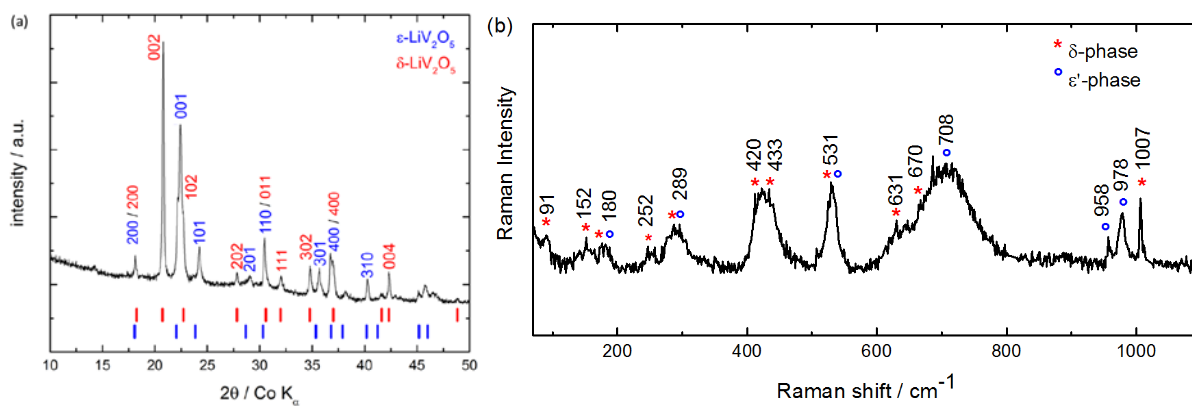 (a)
ε-LiV₂O₅
δ-LiV₂O₅
002
001
102
200 / 200
101
202
201
110 / 011
111
302
301
400 / 400
310
004
intensity / a.u.
10 15 20 25 30 35 40 45 50
2θ / Co Kα
(b)
* δ-phase
° ε'-phase
91
152
180
252
289
420
433
531
631
670
708
958
978
1007
Raman Intensity
200 400 600 800 1000
Raman shift / cm⁻¹